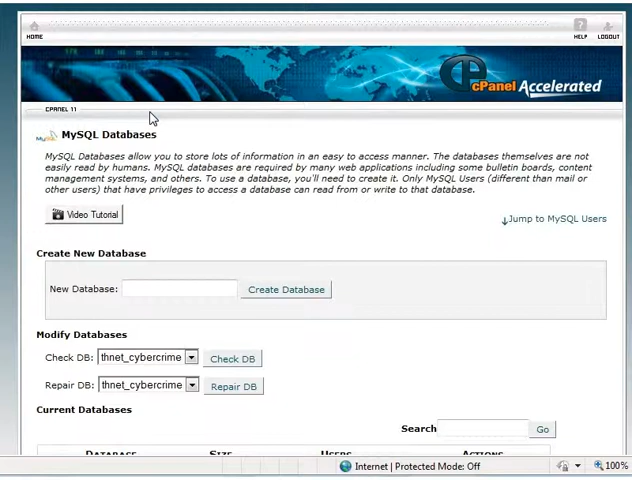 HOME
HELP
LOGOUT
cPanel Accelerated
CPANEL 11
MySQL Databases
MySQL Databases allow you to store lots of information in an easy to access manner. The databases themselves are not
easily read by humans. MySQL databases are required by many web applications including some bulletin boards, content
management systems, and others. To use a database, you'll need to create it. Only MySQL Users (different than mail or
other users) that have privileges to access a database can read from or write to that database.
Video Tutorial
Jump to MySQL Users
Create New Database
New Database:
Create Database
Modify Databases
Check DB: thnet_cybercrime Check DB
Repair DB: thnet_cybercrime Repair DB
Current Databases
Search Go
DATABASE SIZE USERS ACTIONS
Internet | Protected Mode: Off 100%